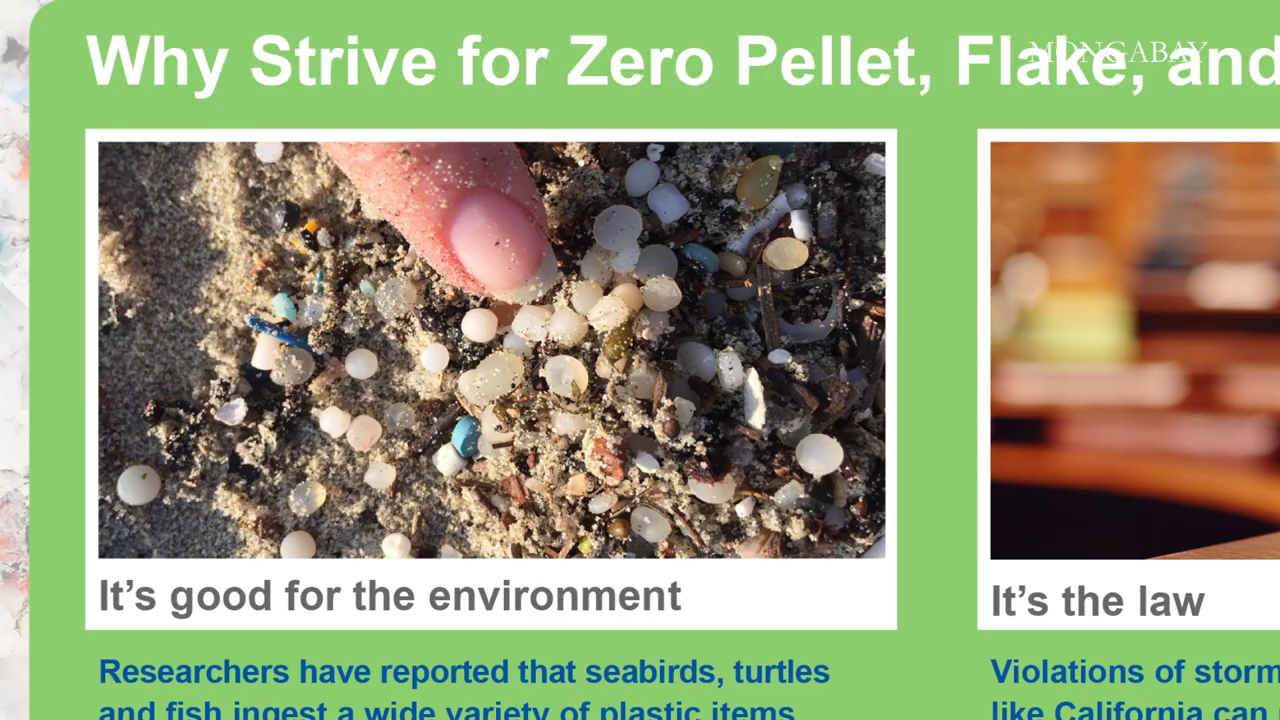 Why Strive for Zero Pellet, Flake, and
MONGABAY
It’s good for the environment
It’s the law
Researchers have reported that seabirds, turtles
and fish ingest a wide variety of plastic items
Violations of storm
like California can